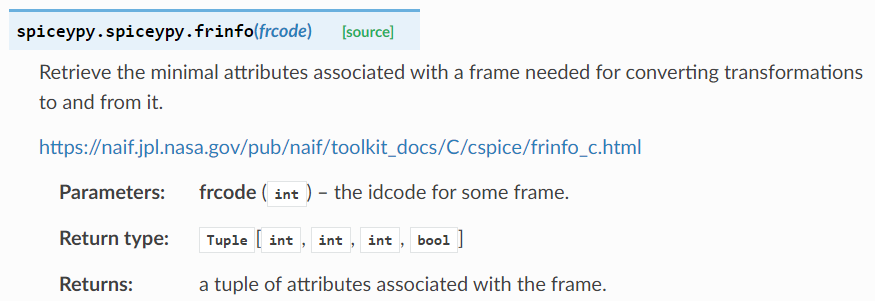 spiceypy.spiceypy.frinfo(frcode) [source]
Retrieve the minimal attributes associated with a frame needed for converting transformations
to and from it.
https://naif.jpl.nasa.gov/pub/naif/toolkit_docs/C/cspice/frinfo_c.html
Parameters: frcode (int) – the idcode for some frame.
Return type: Tuple[int, int, int, bool]
Returns: a tuple of attributes associated with the frame.